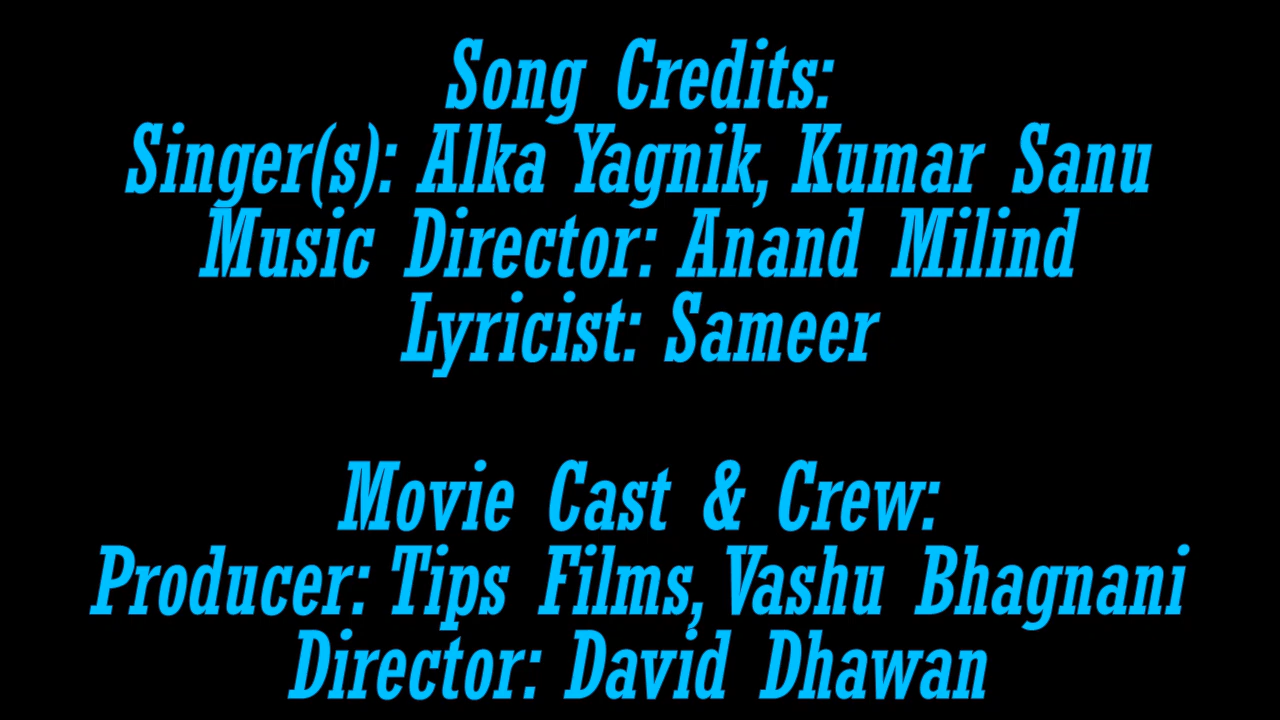 Song Credits:
Singer(s): Alka Yagnik, Kumar Sanu
Music Director: Anand Milind
Lyricist: Sameer
Movie Cast & Crew:
Producer: Tips Films, Vashu Bhagnani
Director: David Dhawan